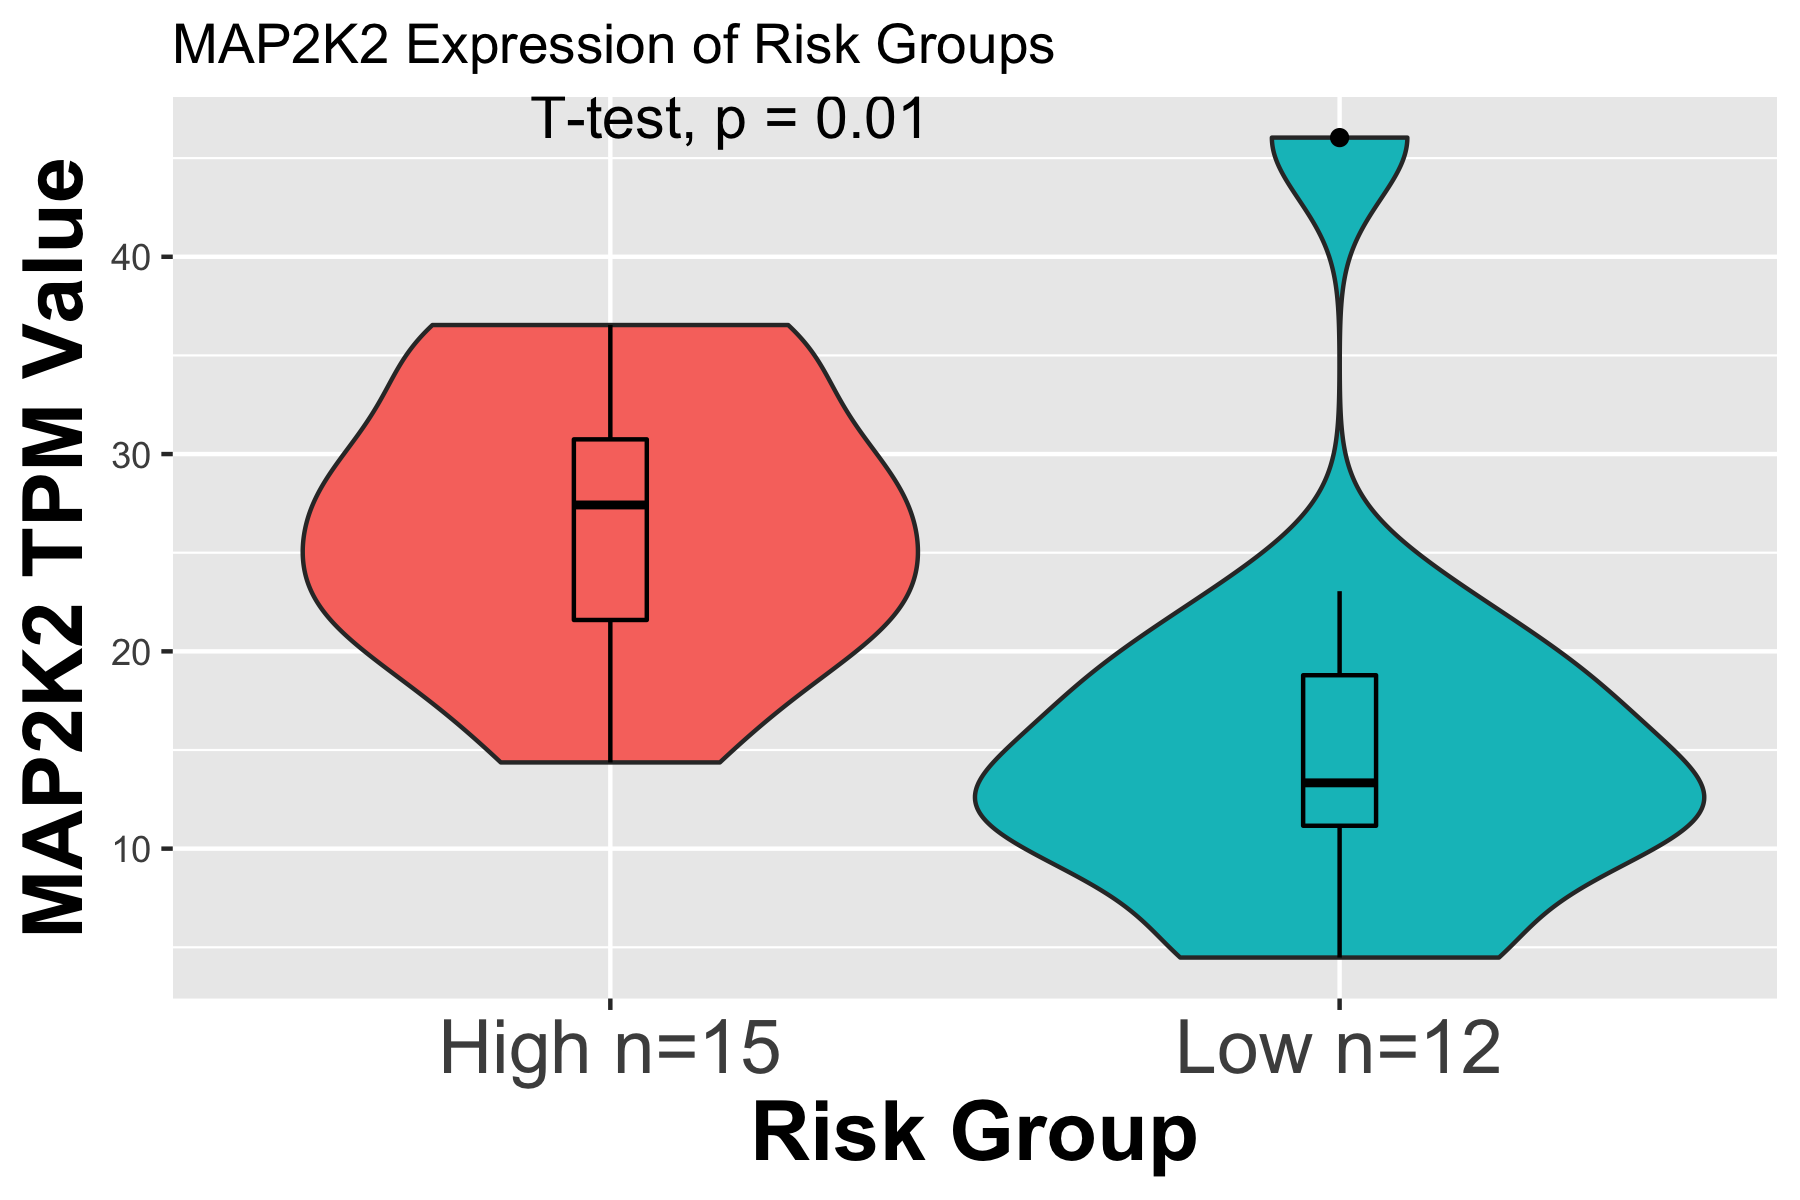 MAP2K2 Expression of Risk Groups
T-test, p = 0.01
MAP2K2 TPM Value
40
30
20
10
High n=15
Low n=12
Risk Group